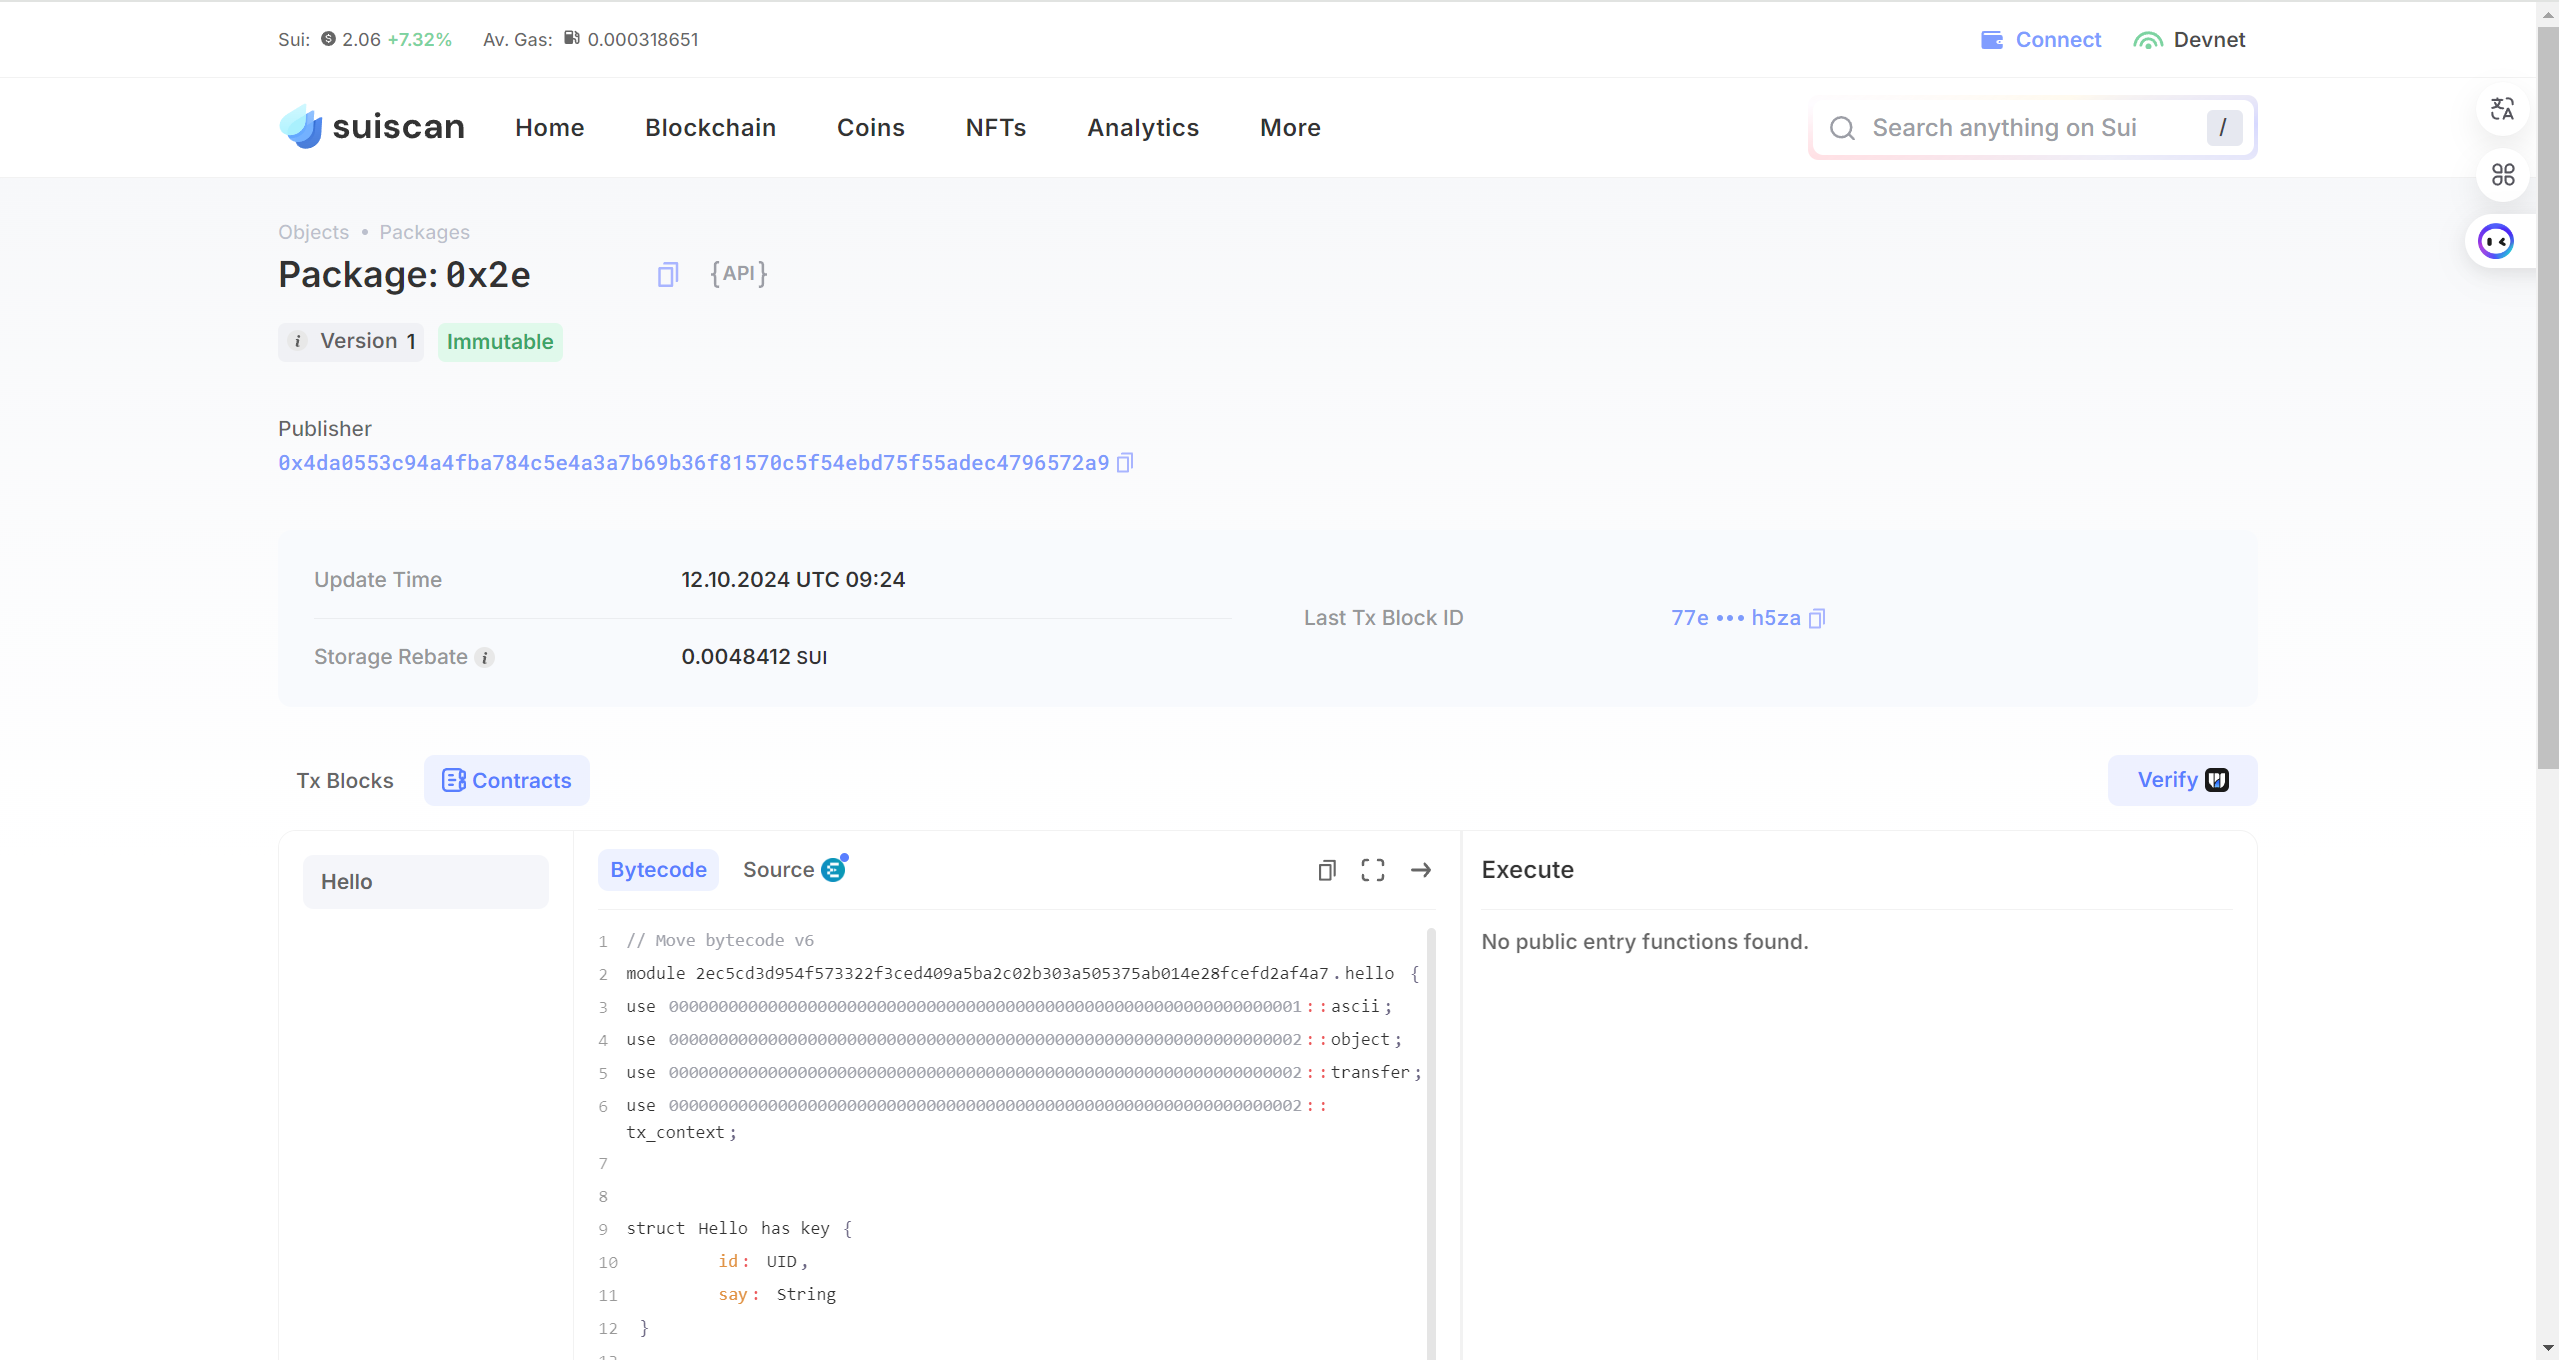 Sui: 2.06 +7.32% Av. Gas: 0.000318651
Connect Devnet
suiscan Home Blockchain Coins NFTs Analytics More
Search anything on Sui /
Objects • Packages
Package: 0x2e {API}
i Version 1 Immutable
Publisher
0x4da0553c94a4fba784c5e4a3a7b69b36f81570c5f54ebd75f55adec4796572a9
Update Time 12.10.2024 UTC 09:24
Last Tx Block ID 77e ••• h5za
Storage Rebate i 0.0048412 SUI
Tx Blocks Contracts Verify
Hello
Bytecode Source
Execute
No public entry functions found.
1 // Move bytecode v6
2 module 2ec5cd3d954f573322f3ced409a5ba2c02b303a505375ab014e28fcefd2af4a7.hello {
3 use 0000000000000000000000000000000000000000000000000000000000000001::ascii;
4 use 0000000000000000000000000000000000000000000000000000000000000002::object;
5 use 0000000000000000000000000000000000000000000000000000000000000002::transfer;
6 use 0000000000000000000000000000000000000000000000000000000000000002::
tx_context;
7
8
9 struct Hello has key {
10 id: UID,
11 say: String
12 }